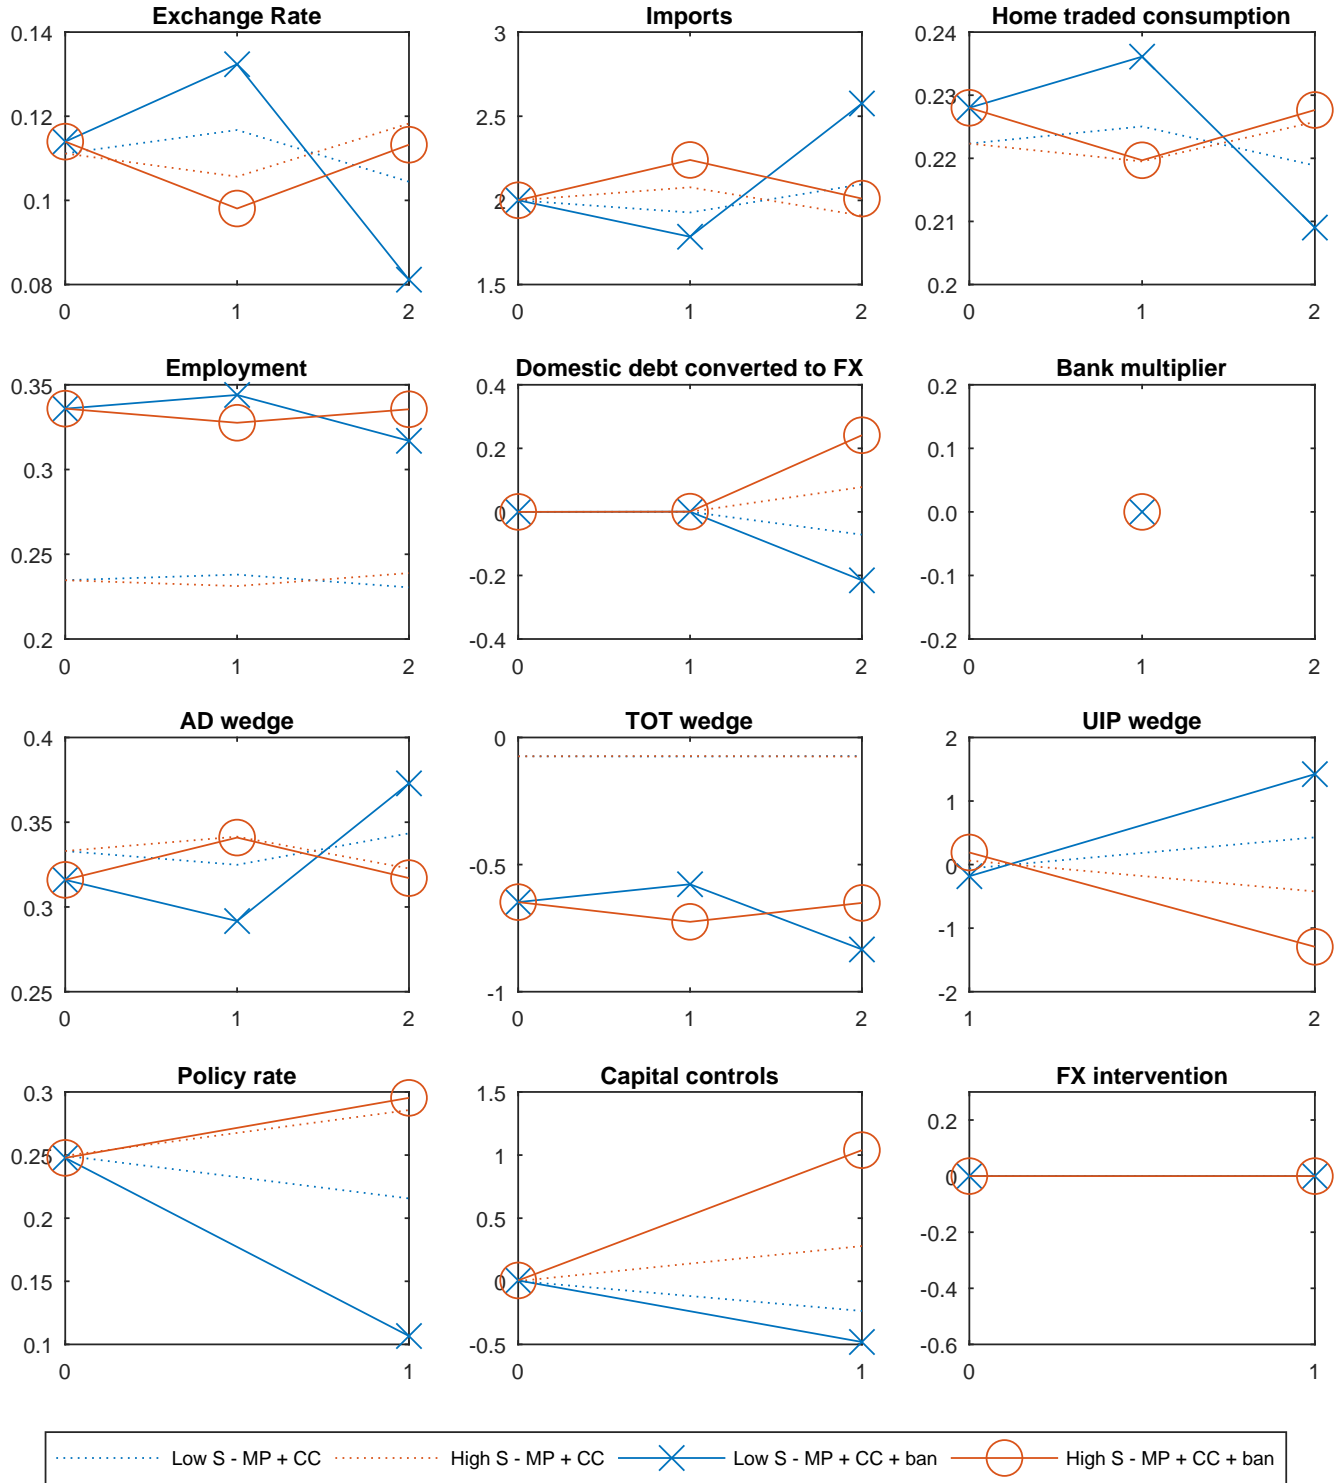 Exchange Rate
0.14
0.12
0.1
0.08
0 1 2
Imports
3
2.5
2
1.5
0 1 2
Home traded consumption
0.24
0.23
0.22
0.21
0.2
0 1 2
Employment
0.35
0.3
0.25
0.2
0 1 2
Domestic debt converted to FX
0.4
0.2
0
-0.2
-0.4
0 1 2
Bank multiplier
0.2
0.1
0.0
-0.1
-0.2
0 1 2
AD wedge
0.4
0.35
0.3
0.25
0 1 2
TOT wedge
0
-0.5
-1
0 1 2
UIP wedge
2
1
0
-1
-2
1 2
Policy rate
0.3
0.25
0.2
0.15
0.1
0 1
Capital controls
1.5
1
0.5
0
-0.5
0 1
FX intervention
0.2
0
-0.2
-0.4
-0.6
0 1
Low S - MP + CC High S - MP + CC Low S - MP + CC + ban High S - MP + CC + ban